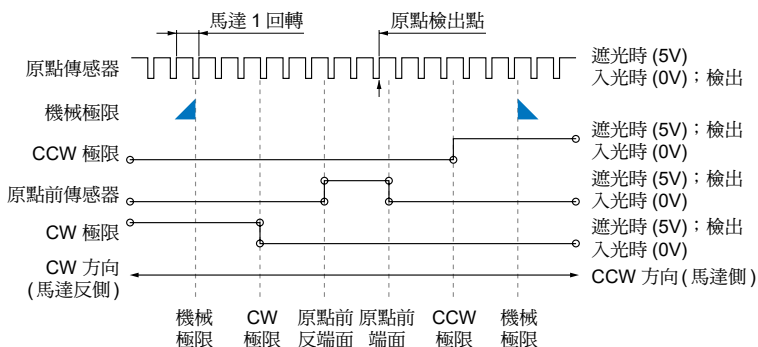 馬達 1 回轉
原點檢出點
原點傳感器
遮光時 (5V)
入光時 (0V)；檢出
機械極限
CCW 極限
遮光時 (5V)；檢出
入光時 (0V)
原點前傳感器
遮光時 (5V)；檢出
入光時 (0V)
CW 極限
遮光時 (5V)；檢出
入光時 (0V)
CW 方向
(馬達反側)
CCW 方向(馬達側)
機械
極限
CW
極限
原點前
反端面
原點前
端面
CCW
極限
機械
極限